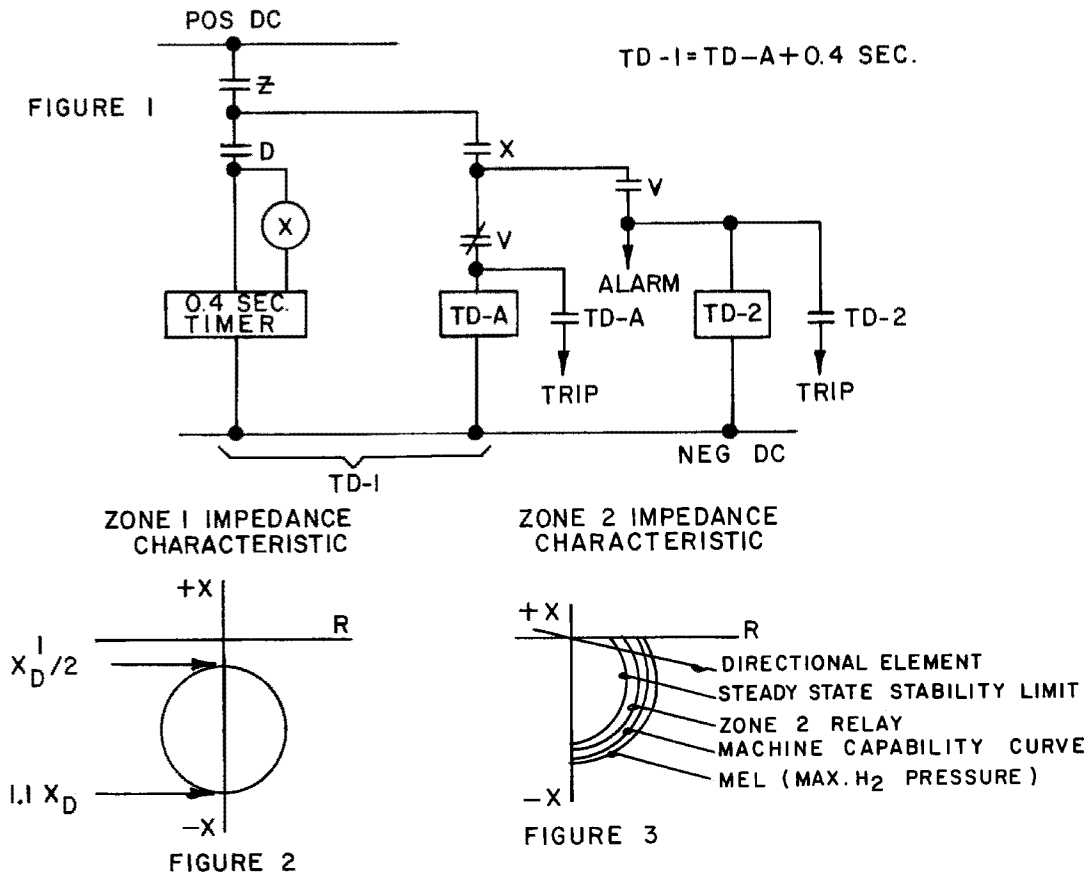 POS DC
TD-1=TD-A+0.4 SEC.
Z
FIGURE 1
D
X
V
X
V
ALARM
0.4 SEC.
TIMER
TD-A
TD-A
TD-2
TD-2
TRIP
TRIP
NEG DC
TD-1
ZONE 1 IMPEDANCE
CHARACTERISTIC
+X
R
X'D/2
1.1 XD
-X
FIGURE 2
ZONE 2 IMPEDANCE
CHARACTERISTIC
+X
R
DIRECTIONAL ELEMENT
STEADY STATE STABILITY LIMIT
ZONE 2 RELAY
MACHINE CAPABILITY CURVE
MEL (MAX. H2 PRESSURE)
-X
FIGURE 3